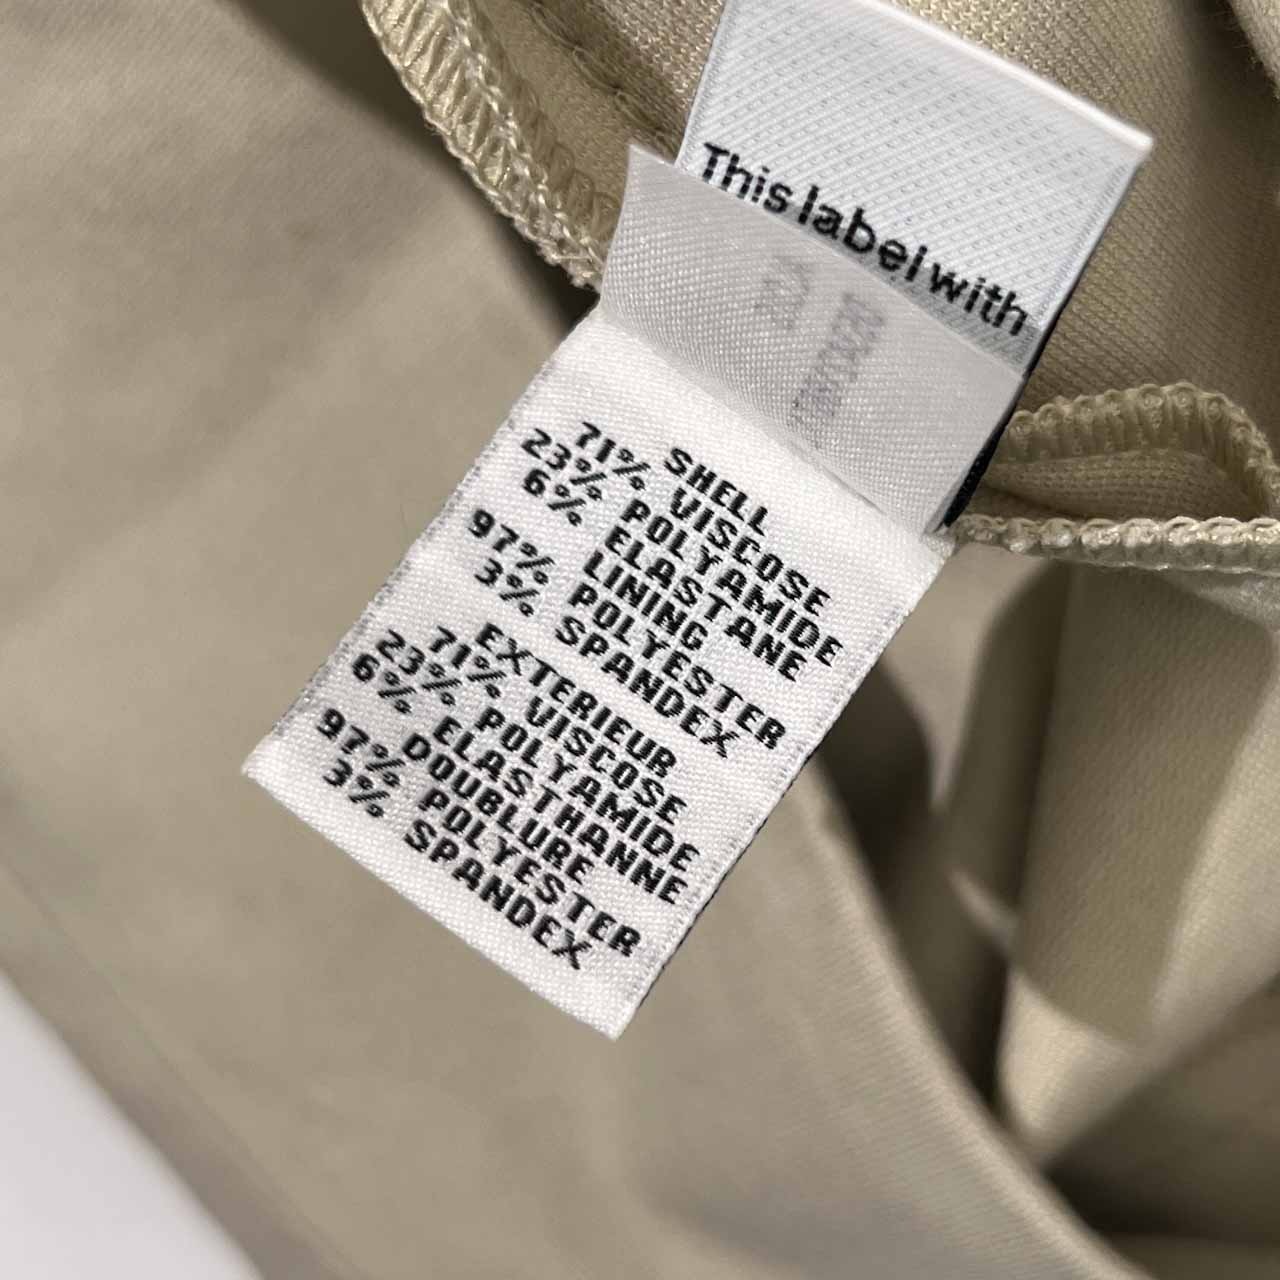 This label with
SHELL
71% VISCOSE
23% POLYAMIDE
6% ELASTANE
LINING
97% POLYESTER
3% SPANDEX
EXTERIEUR
71% VISCOSE
23% POLYAMIDE
6% ELASTHANNE
DOUBLURE
97% POLYESTER
3% SPANDEX